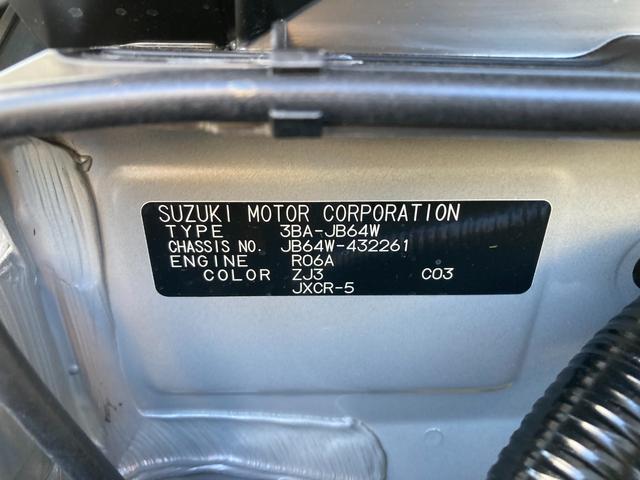 SUZUKI MOTOR CORPORATION
TYPE 3BA-JB64W
CHASSIS NO. JB64W-432261
ENGINE R06A
COLOR ZJ3 C03
JXCR-5